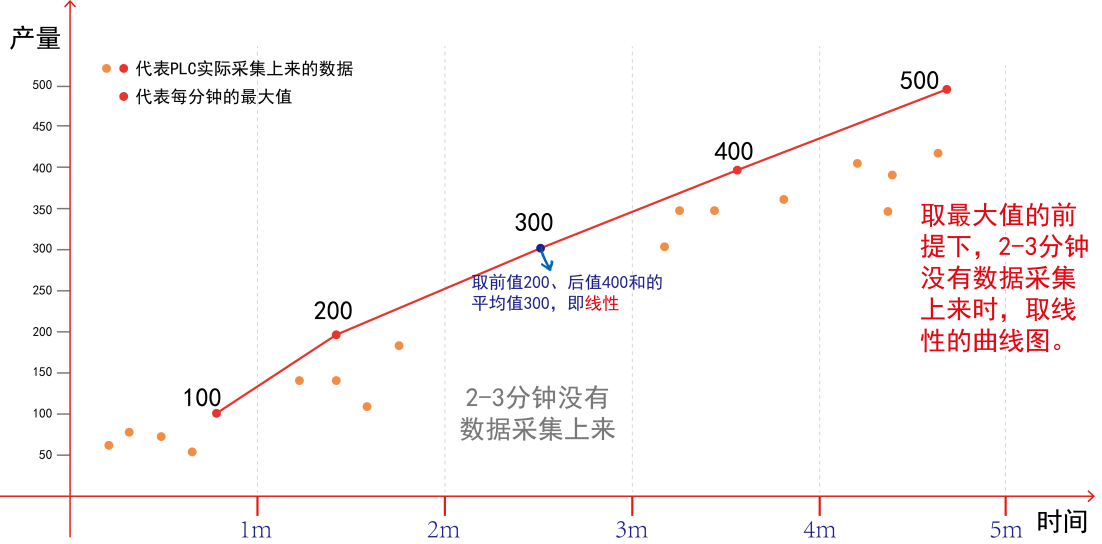 产量
代表PLC实际采集上来的数据
代表每分钟的最大值
500
450
400
350
300
250
200
150
100
50
100
200
300
400
500
取前值200、后值400和的
平均值300，即线性
2-3分钟没有
数据采集上来
取最大值的前
提下，2-3分钟
没有数据采集
上来时，取线
性的曲线图。
1m
2m
3m
4m
5m
时间